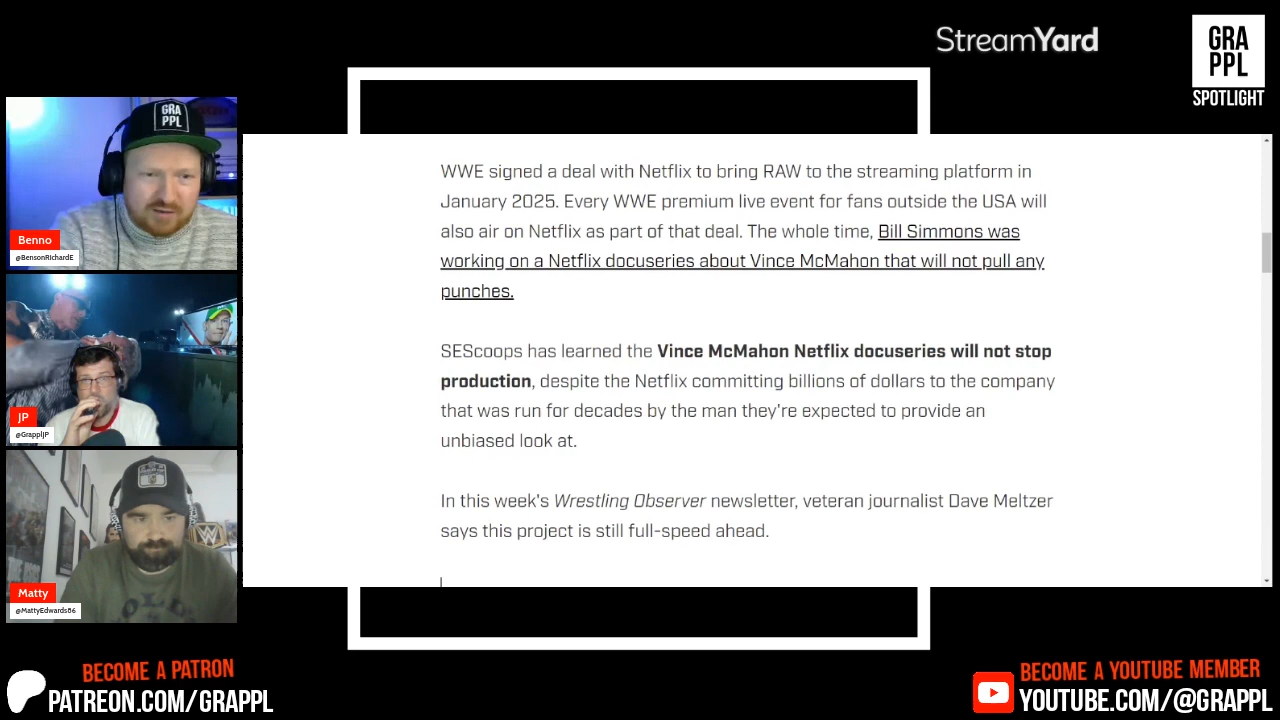 StreamYard
GRA
PPL
SPOTLIGHT
GRA
PPL
Benno
@BensonRichardE
JP
@GrapplJP
Matty
@MattyEdwards86
WWE signed a deal with Netflix to bring RAW to the streaming platform in
January 2025. Every WWE premium live event for fans outside the USA will
also air on Netflix as part of that deal. The whole time, Bill Simmons was
working on a Netflix docuseries about Vince McMahon that will not pull any
punches.
SEScoops has learned the Vince McMahon Netflix docuseries will not stop
production, despite the Netflix committing billions of dollars to the company
that was run for decades by the man they're expected to provide an
unbiased look at.
In this week's Wrestling Observer newsletter, veteran journalist Dave Meltzer
says this project is still full-speed ahead.
BECOME A PATRON
PATREON.COM/GRAPPL
BECOME A YOUTUBE MEMBER
YOUTUBE.COM/@GRAPPL